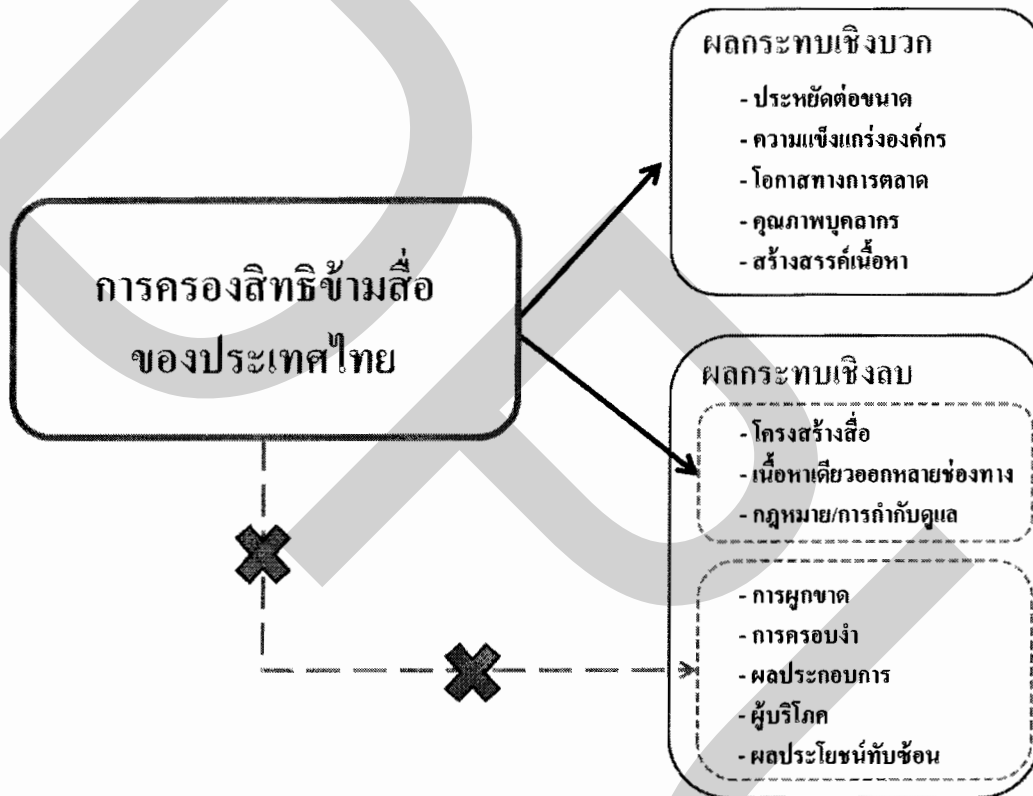 การครองสิทธิข้ามสื่อ
ของประเทศไทย
ผลกระทบเชิงบวก
- ประหยัดต่อขนาด
- ความแข็งแกร่งองค์กร
- โอกาสทางการตลาด
- คุณภาพบุคลากร
- สร้างสรรค์เนื้อหา
ผลกระทบเชิงลบ
- โครงสร้างสื่อ
- เนื้อหาเดียวออกหลายช่องทาง
- กฎหมาย/การกำกับดูแล
- การผูกขาด
- การครอบงำ
- ผลประกอบการ
- ผู้บริโภค
- ผลประโยชน์ทับซ้อน